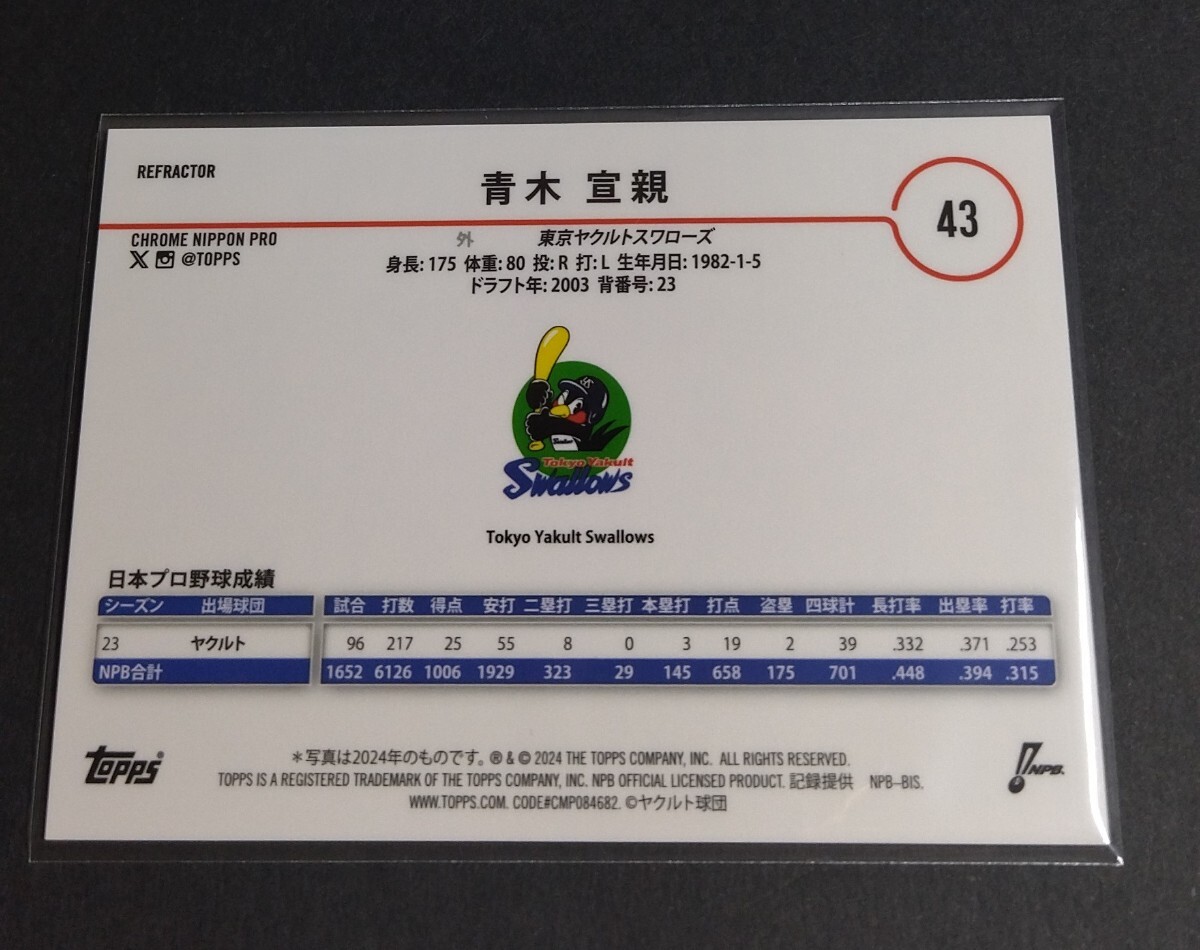 REFRACTOR
青木 宣親
43
CHROME NIPPON PRO
外 東京ヤクルトスワローズ
@TOPPS
身長: 175 体重: 80 投: R 打: L 生年月日: 1982-1-5
ドラフト年: 2003 背番号: 23
Tokyo Yakult
Swallows
Tokyo Yakult Swallows
日本プロ野球成績
シーズン 出場球団 試合 打数 得点 安打 二塁打 三塁打 本塁打 打点 盗塁 四球計 長打率 出塁率 打率
23 ヤクルト 96 217 25 55 8 0 3 19 2 39 .332 .371 .253
NPB合計 1652 6126 1006 1929 323 29 145 658 175 701 .448 .394 .315
TOPPS®
＊写真は2024年のものです。 ® & © 2024 THE TOPPS COMPANY, INC. ALL RIGHTS RESERVED.
TOPPS IS A REGISTERED TRADEMARK OF THE TOPPS COMPANY, INC. NPB OFFICIAL LICENSED PRODUCT. 記録提供 NPB-BIS.
WWW.TOPPS.COM. CODE#CMP084682. ©ヤクルト球団
NPB.